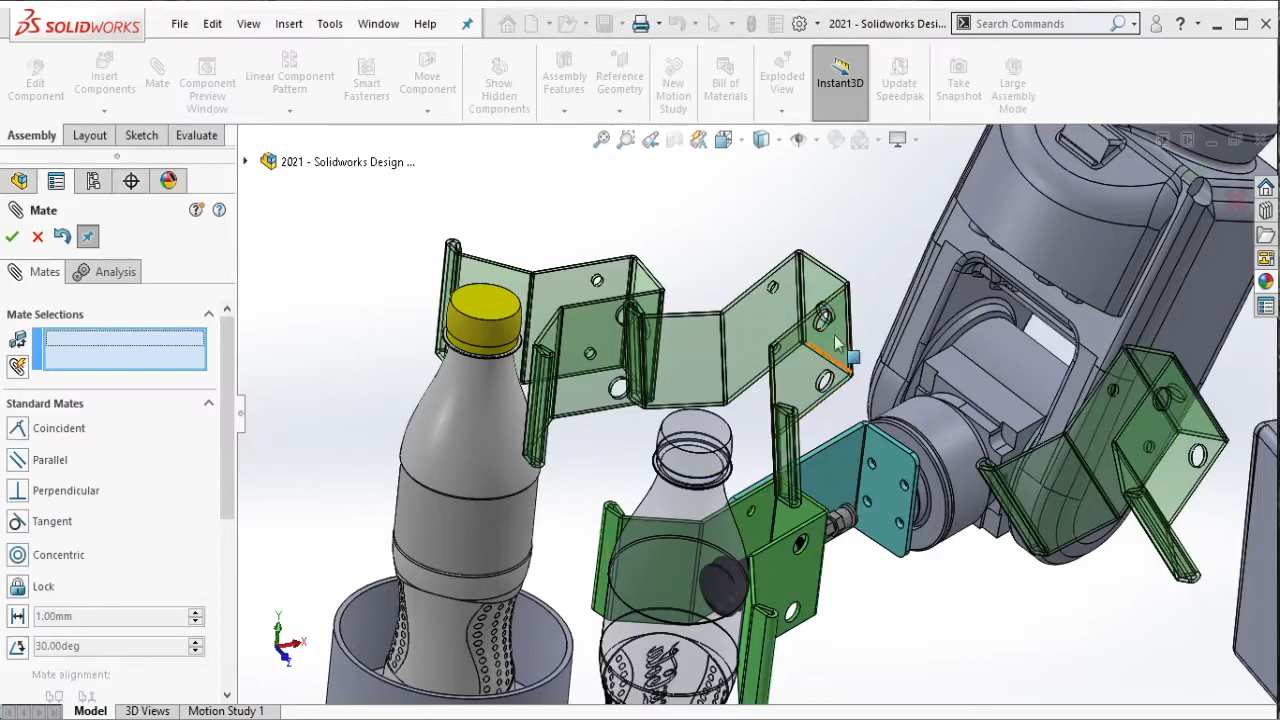 SOLIDWORKS
File Edit View Insert Tools Window Help
2021 - Solidworks Desi...
Search Commands
Edit Component
Insert Components
Mate
Component Preview Window
Linear Component Pattern
Smart Fasteners
Move Component
Show Hidden Components
Assembly Features
Reference Geometry
New Motion Study
Bill of Materials
Exploded View
Instant3D
Update Speedpak
Take Snapshot
Large Assembly Mode
Assembly Layout Sketch Evaluate
2021 - Solidworks Design ...
Mate
Mates Analysis
Mate Selections
Standard Mates
Coincident
Parallel
Perpendicular
Tangent
Concentric
Lock
1.00mm
30.00deg
Mate alignment:
Y
X
Z
Model 3D Views Motion Study 1